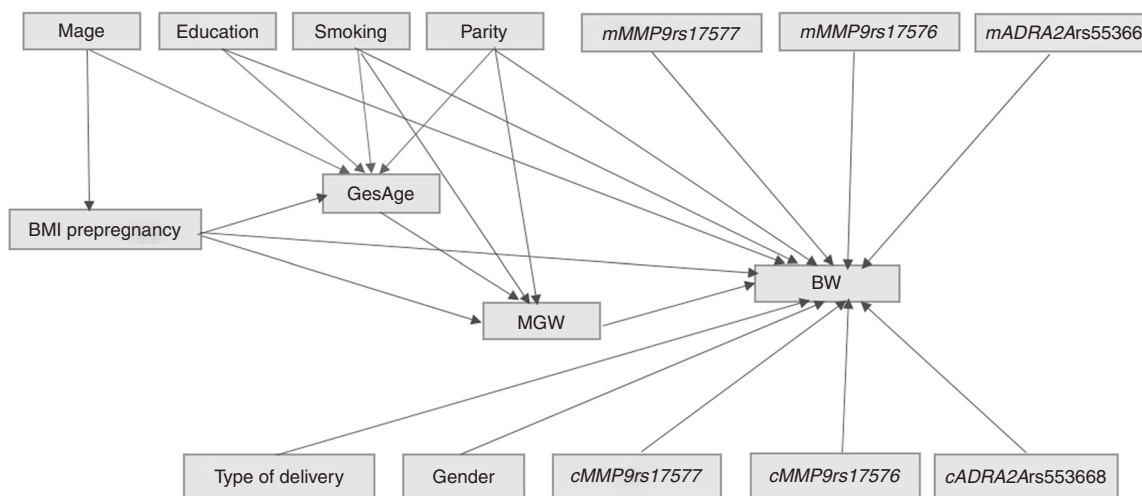 Mage
Education
Smoking
Parity
mMMP9rs17577
mMMP9rs17576
mADRA2Ars55366
GesAge
BMI prepregnancy
BW
MGW
Type of delivery
Gender
cMMP9rs17577
cMMP9rs17576
cADRA2Ars553668